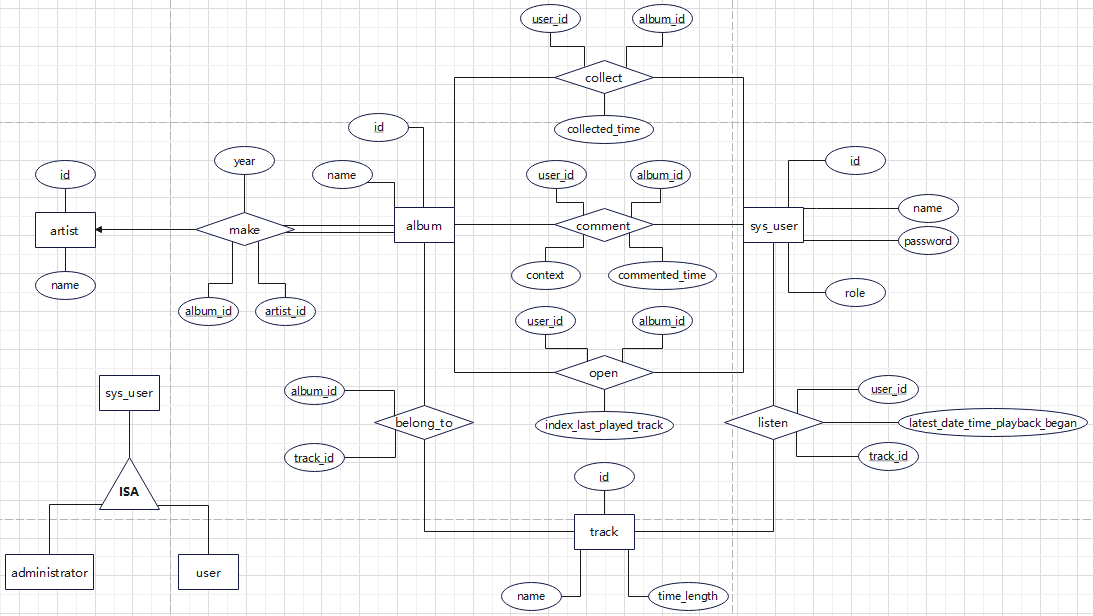 user_id
album_id
collect
collected_time
id
name
year
id
artist
make
album
name
album_id
artist_id
user_id
album_id
comment
context
commented_time
user_id
album_id
open
index_last_played_track
id
name
sys_user
password
role
sys_user
ISA
administrator
user
album_id
belong_to
track_id
user_id
listen
latest_date_time_playback_began
track_id
id
track
name
time_length